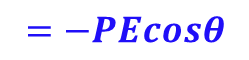 = −PEcosθ